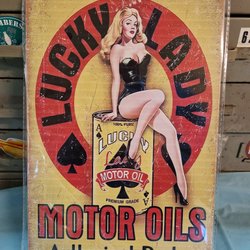 LUCKY LADY
100% PURE
A
LUCKY
Lady
MOTOR OIL
PREMIUM GRADE
MOTOR OILS